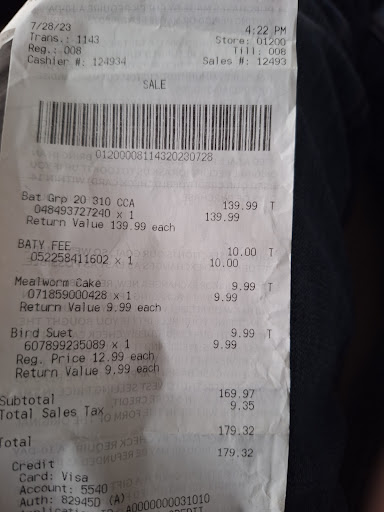 7/28/23 4:22 PM
Trans.: 1143 Store: 01200
Reg.: 008 Till: 008
Cashier #: 124934 Sales #: 12493
SALE
01200008114320230728
Bat Grp 20 310 CCA 139.99 T
048493727240 x 1 139.99
Return Value 139.99 each
BATY FEE 10.00 T
052258411602 x 1 10.00
Mealworm Cake 9.99 T
071859000428 x 1 9.99
Return Value 9.99 each
Bird Suet 9.99 T
607899235089 x 1 9.99
Reg. Price 12.99 each
Return Value 9.99 each
Subtotal 169.97
Total Sales Tax 9.35
Total 179.32
Credit 179.32
Card: Visa
Account: 5540
Auth: 82945D (A)
A0000000031010